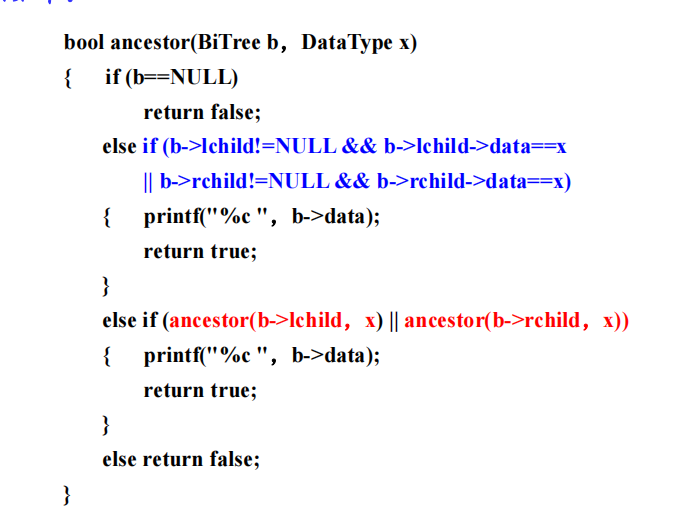 bool ancestor(BiTree b，DataType x)
{ if (b==NULL)
return false;
else if (b->lchild!=NULL && b->lchild->data==x
|| b->rchild!=NULL && b->rchild->data==x)
{ printf("%c "，b->data);
return true;
}
else if (ancestor(b->lchild，x) || ancestor(b->rchild，x))
{ printf("%c "，b->data);
return true;
}
else return false;
}